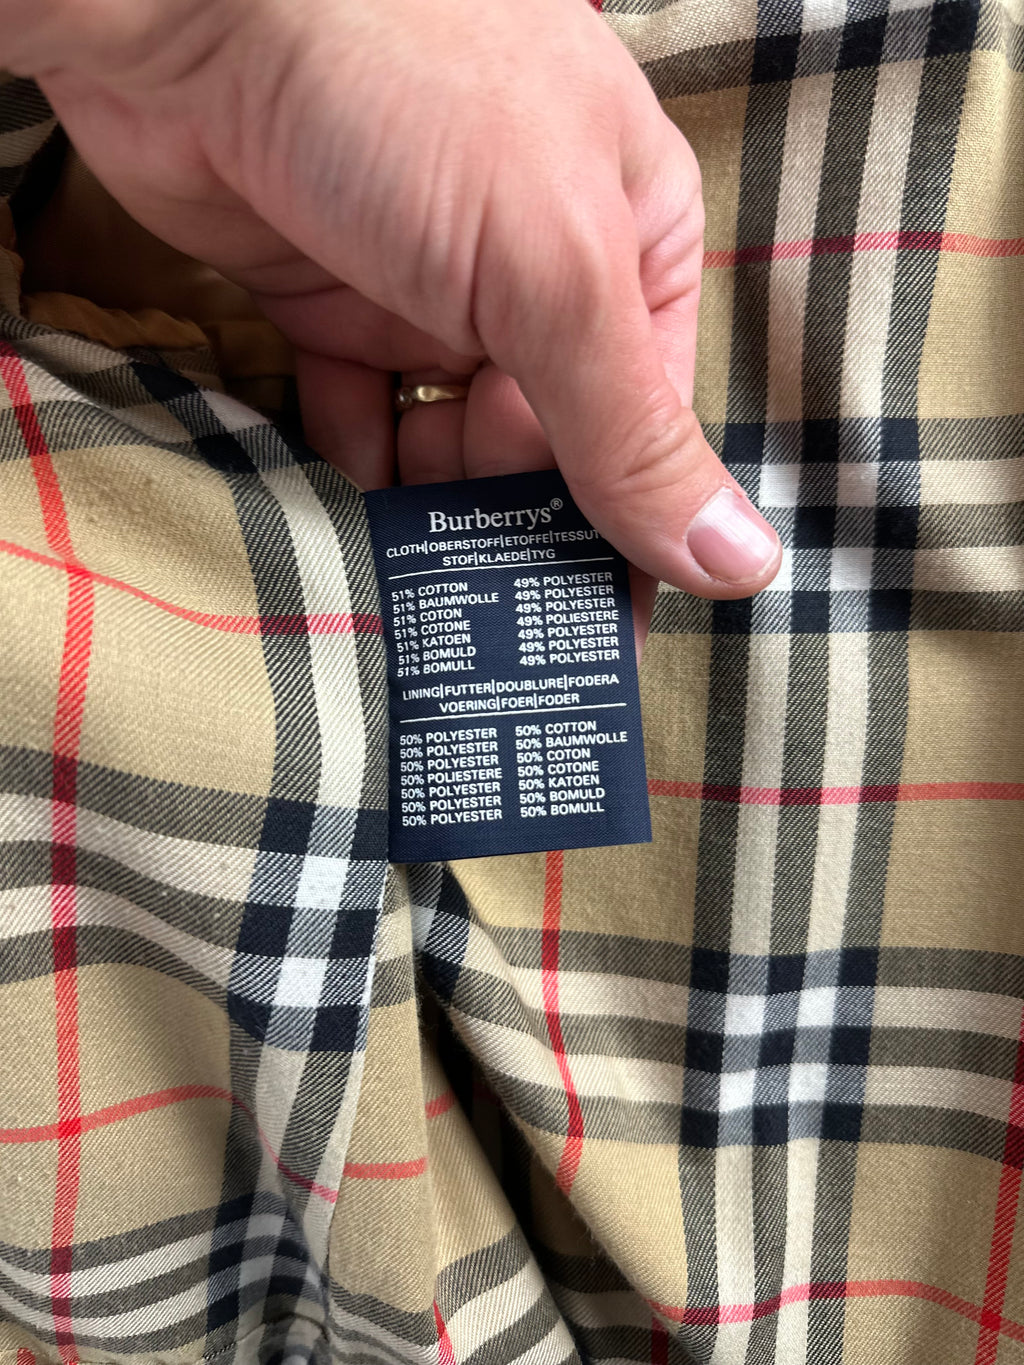 Burberrys®
CLOTH|OBERSTOFF|ETOFFE|TESSUT
STOF|KLAEDE|TYG
51% COTTON 49% POLYESTER
51% BAUMWOLLE 49% POLYESTER
51% COTON 49% POLYESTER
51% COTONE 49% POLIESTERE
51% KATOEN 49% POLYESTER
51% BOMULD 49% POLYESTER
51% BOMULL 49% POLYESTER
LINING|FUTTER|DOUBLURE|FODERA
VOERING|FOER|FODER
50% POLYESTER 50% COTTON
50% POLYESTER 50% BAUMWOLLE
50% POLYESTER 50% COTON
50% POLIESTERE 50% COTONE
50% POLYESTER 50% KATOEN
50% POLYESTER 50% BOMULD
50% POLYESTER 50% BOMULL